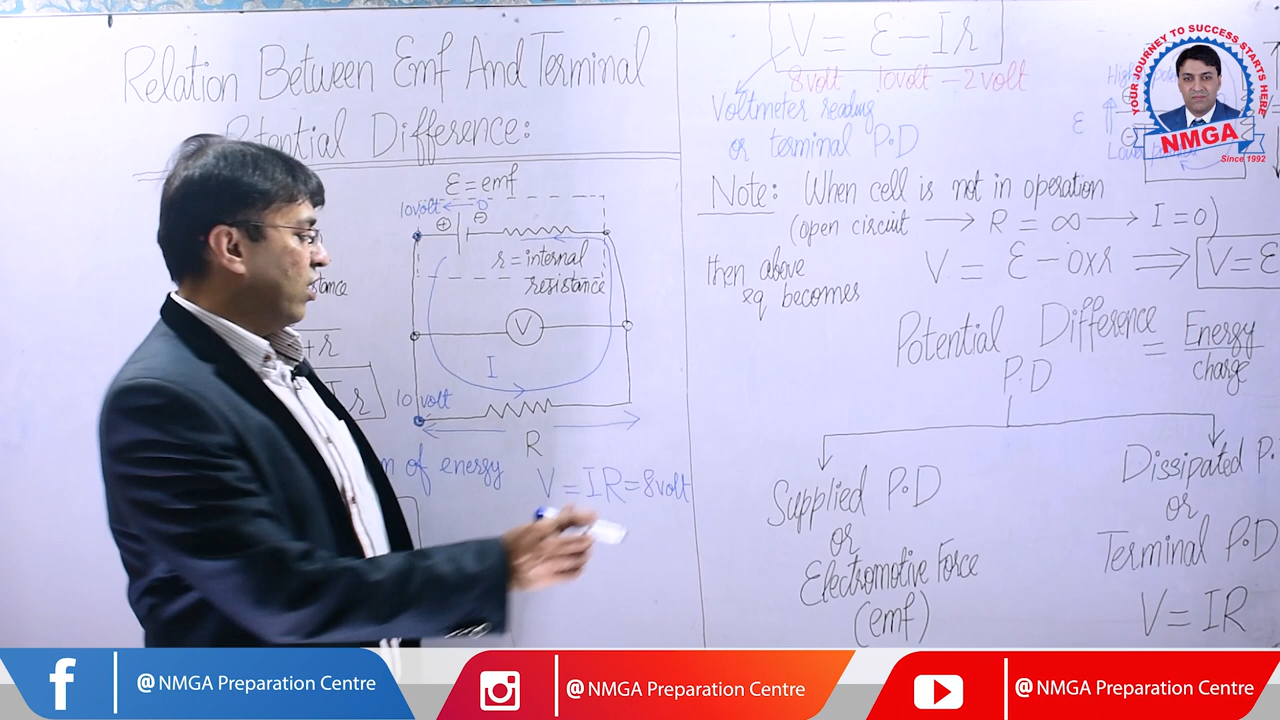 Relation Between Emf And Terminal
Potential Difference:
ε = emf
10volt
0
⊕
⊖
r = internal
resistance
V
I
10 volt
R
of energy
V = IR = 8volt
stance
+r
r
V = ε - Ir
8volt 10volt - 2volt
Voltmeter reading
or terminal P.D
Note: When cell is not in operation
(open circuit → R = ∞ → I = 0)
then above
eq becomes
V = ε - 0xr ⇒ V = ε
Potential Difference = Energy
charge
P.D
Supplied P.D
or
Electromotive Force
(emf)
Dissipated P.
or
Terminal P.D
V = IR
ε
YOUR JOURNEY TO SUCCESS STARTS HERE
NMGA
Since 1992
f
@ NMGA Preparation Centre
@ NMGA Preparation Centre
@ NMGA Preparation Centre